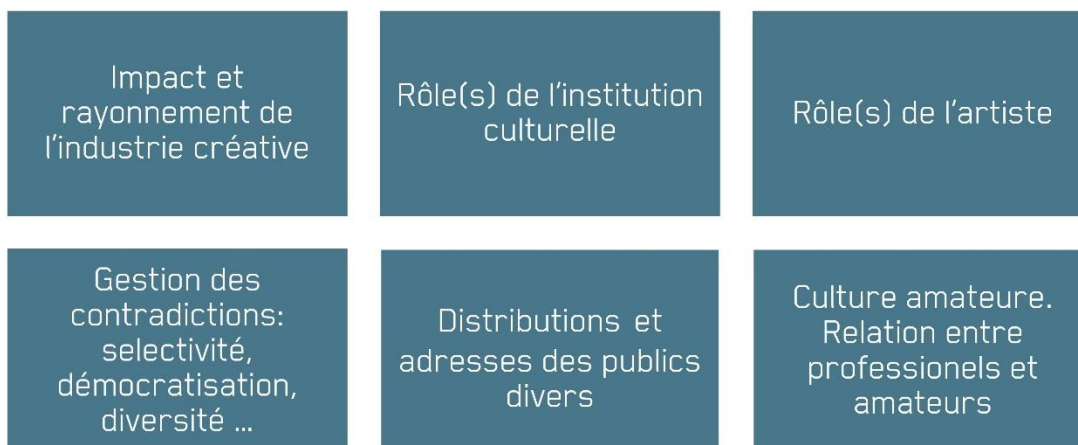 Impact et
rayonnement de
l'industrie créative
Rôle(s) de l'institution
culturelle
Rôle(s) de l'artiste
Gestion des
contradictions:
selectivité,
démocratisation,
diversité ...
Distributions et
adresses des publics
divers
Culture amateure.
Relation entre
professionels et
amateurs